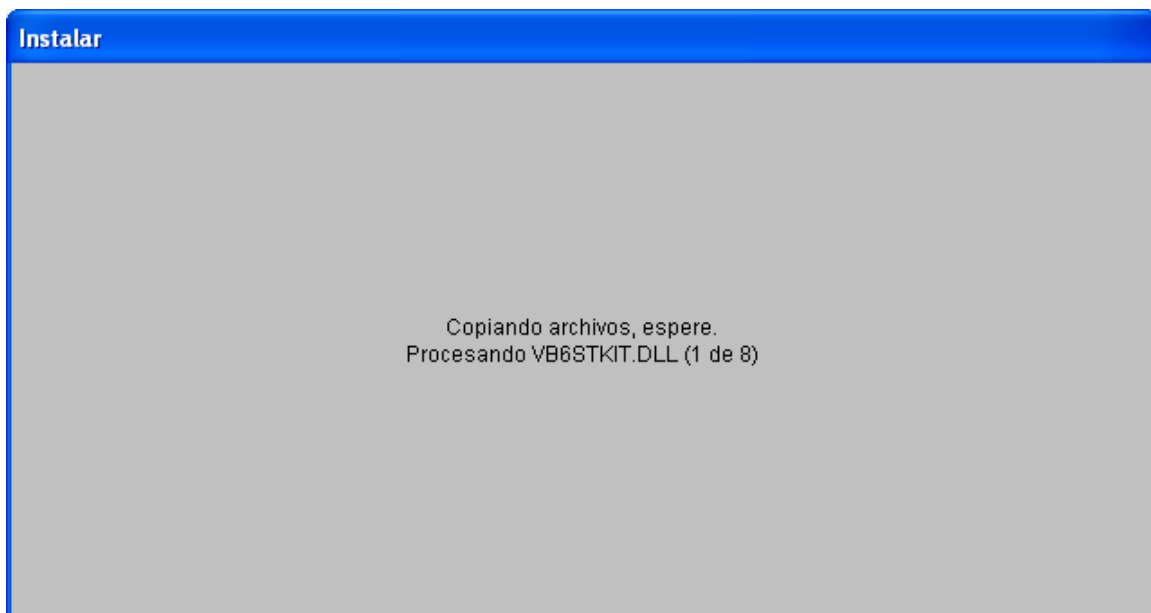 Instalar
Copiando archivos, espere.
Procesando VB6STKIT.DLL (1 de 8)